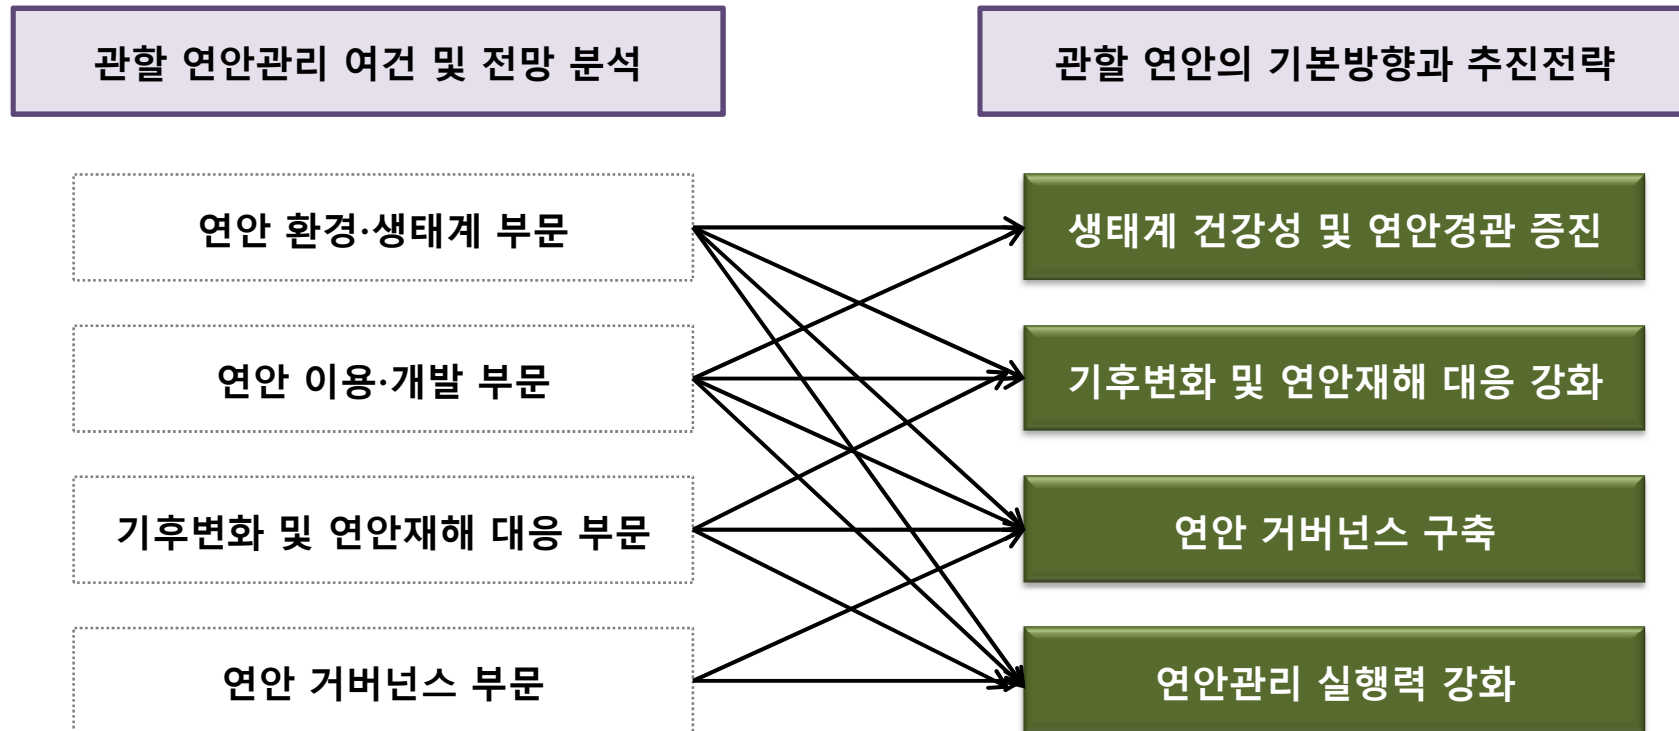 관할 연안관리 여건 및 전망 분석
관할 연안의 기본방향과 추진전략
연안 환경·생태계 부문
생태계 건강성 및 연안경관 증진
연안 이용·개발 부문
기후변화 및 연안재해 대응 강화
기후변화 및 연안재해 대응 부문
연안 거버넌스 구축
연안 거버넌스 부문
연안관리 실행력 강화